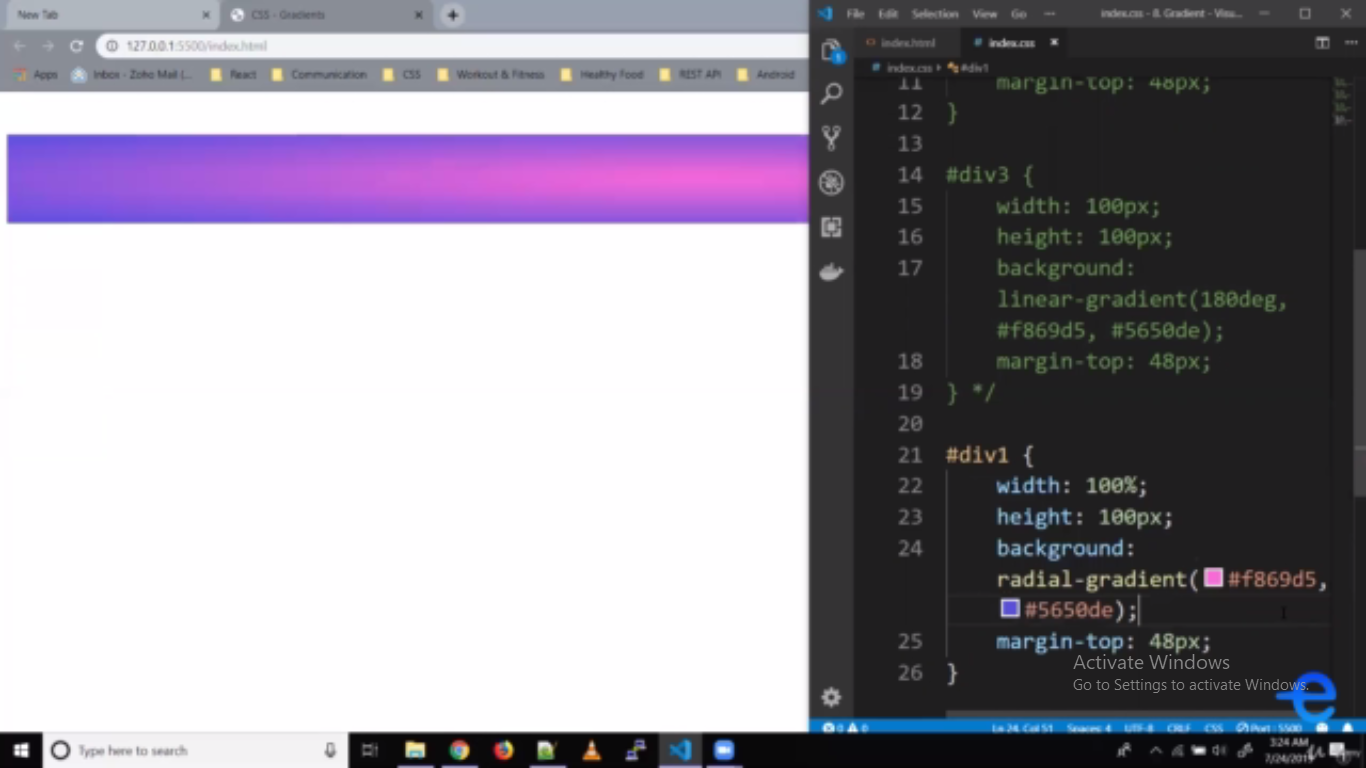 New Tab
CSS - Gradients
127.0.0.1:5500/index.html
Apps
Inbox - Zoho Mail (...
React
Communication
CSS
Workout & Fitness
Healthy Food
REST API
Android
File Edit Selection View Go ···
index.css - 8. Gradient - Visu...
index.html
index.css
index.css › #div1
11 margin-top: 48px;
12 }
13
14 #div3 {
15 width: 100px;
16 height: 100px;
17 background:
linear-gradient(180deg,
#f869d5, #5650de);
18 margin-top: 48px;
19 } */
20
21 #div1 {
22 width: 100%;
23 height: 100px;
24 background:
radial-gradient(#f869d5,
#5650de);
25 margin-top: 48px;
26 }
Activate Windows
Go to Settings to activate Windows.
Ln 24, Col 51 Spaces: 4 UTF-8 CRLF CSS Port : 5500
Type here to search
3:24 AM